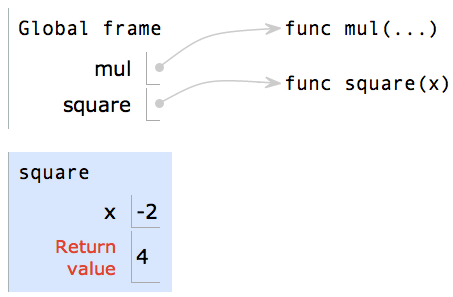 Global frame
mul
func mul(...)
square
func square(x)
square
x -2
Return
value 4